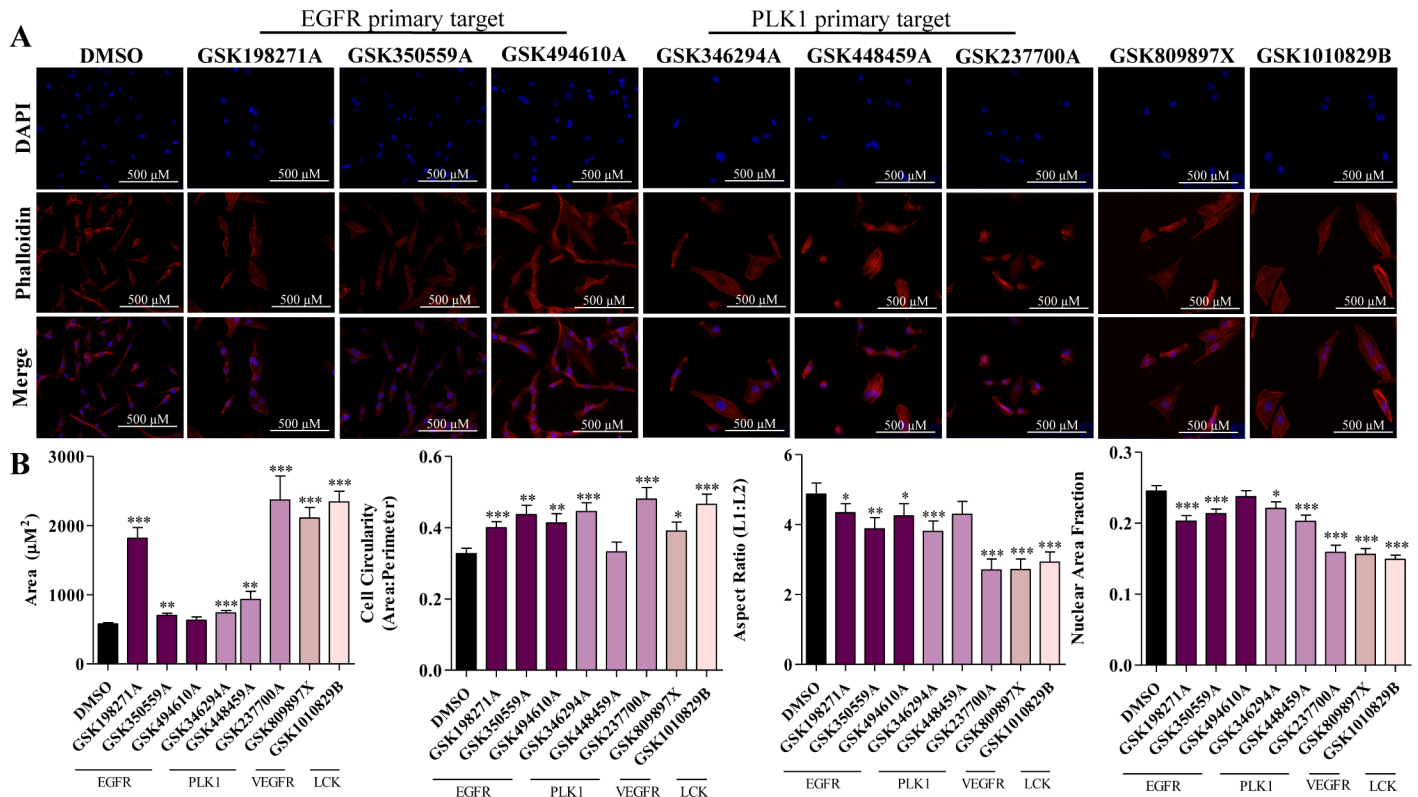 EGFR primary target PLK1 primary target
A
DMSO GSK198271A GSK350559A GSK494610A GSK346294A GSK448459A GSK237700A GSK809897X GSK1010829B
DAPI
500 µM 500 µM 500 µM 500 µM 500 µM 500 µM 500 µM 500 µM 500 µM
Phalloidin
500 µM 500 µM 500 µM 500 µM 500 µM 500 µM 500 µM 500 µM 500 µM
Merge
500 µM 500 µM 500 µM 500 µM 500 µM 500 µM 500 µM 500 µM 500 µM
B
Area (µM²)
3000
2000
1000
0
*** ** *** ** *** *** ***
DMSO
GSK198271A
GSK350559A
GSK494610A
GSK346294A
GSK448459A
GSK237700A
GSK809897X
GSK1010829B
EGFR PLK1 VEGFR LCK
Cell Circularity
(Area:Perimeter)
0.6
0.4
0.2
0.0
*** ** ** *** *** * ***
DMSO
GSK198271A
GSK350559A
GSK494610A
GSK346294A
GSK448459A
GSK237700A
GSK809897X
GSK1010829B
EGFR PLK1 VEGFR LCK
Aspect Ratio (L1:L2)
6
4
2
0
* ** * *** *** *** ***
DMSO
GSK198271A
GSK350559A
GSK494610A
GSK346294A
GSK448459A
GSK237700A
GSK809897X
GSK1010829B
EGFR PLK1 VEGFR LCK
Nuclear Area Fraction
0.3
0.2
0.1
0.0
*** *** * *** *** *** ***
DMSO
GSK198271A
GSK350559A
GSK494610A
GSK346294A
GSK448459A
GSK237700A
GSK809897X
GSK1010829B
EGFR PLK1 VEGFR LCK